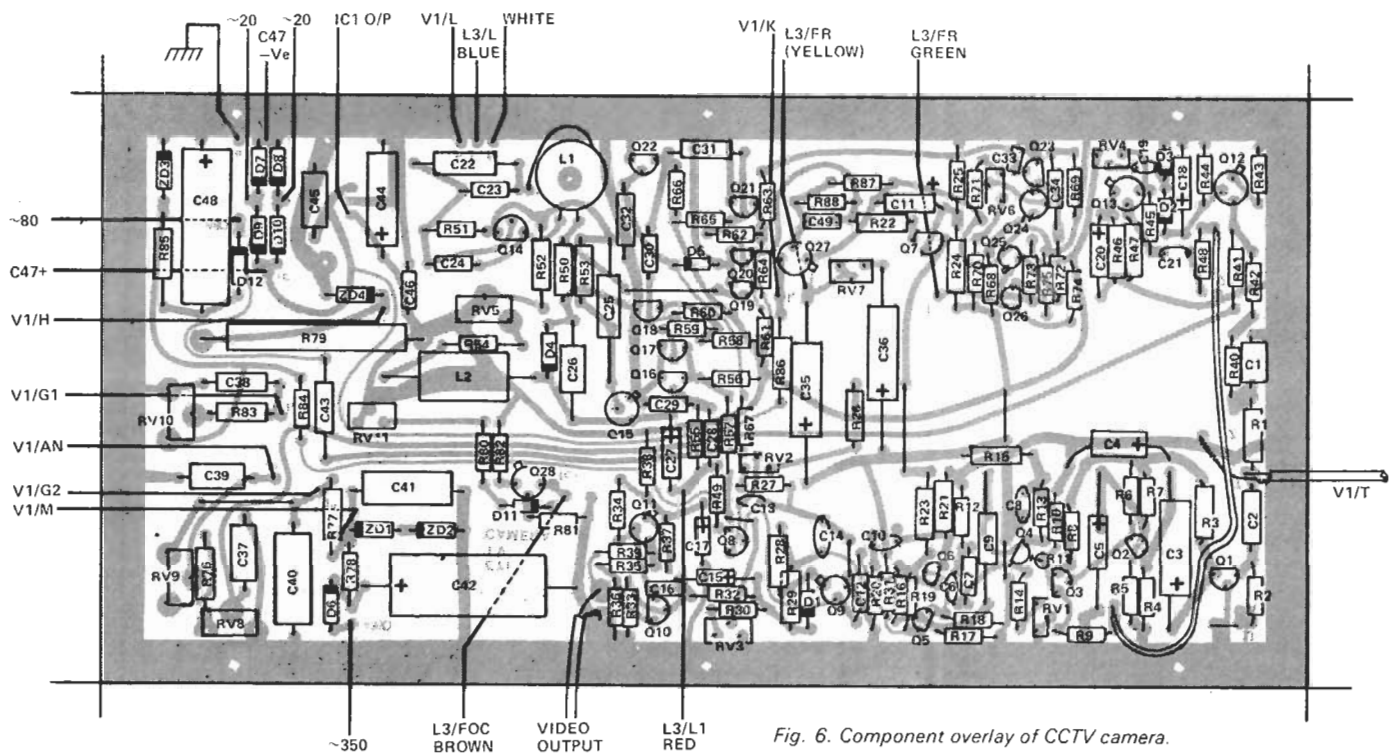 ~20
C47
-Ve
~20
IC1 O/P
V1/L
L3/L
BLUE
WHITE
V1/K
L3/FR
(YELLOW)
L3/FR
GREEN
~80
C47+
V1/H
V1/G1
V1/AN
V1/G2
V1/M
~350
L3/FOC
BROWN
VIDEO
OUTPUT
L3/L1
RED
V1/T
ZD3
C48
D7
D8
C45
C44
C22
C23
L1
Q22
C31
R66
Q21
R63
R87
R88
C11
C49
R22
R25
R71
C33
Q23
RV6
C34
R69
RV4
C19
D3
C18
R44
Q12
R43
R85
D9
D10
D12
R51
Q14
C24
R52
R50
R53
C32
C30
R65
R62
D5
Q20
R64
Q27
Q7
R24
R70
R68
Q25
Q24
R73
R75
R72
R74
Q13
C20
R46
R47
R45
D2
C21
R48
R41
R42
ZD4
C46
RV5
C25
Q18
R60
Q19
RV7
Q26
R79
R54
L2
D4
C26
R59
Q17
R58
R61
Q16
R56
R86
C35
C36
R40
C1
C38
R83
RV10
R84
C43
RV11
Q15
C29
R55
C28
R57
R67
R26
R1
C39
R80
R82
Q28
R38
C27
RV2
R27
R15
C4
C41
R77
ZD1
ZD2
D11
R81
R34
Q11
R37
R49
C13
C17
Q8
R28
C14
C10
R23
R21
R12
C9
C8
R13
R10
R8
C5
R6
R7
Q2
C3
R3
C2
RV9
R76
C37
C40
R78
RV8
D6
C42
R39
R35
R36
R33
C16
Q10
C15
R32
R30
RV3
R29
D1
Q9
C12
R20
R31
R16
R19
C6
C7
Q4
R11
Q3
R14
RV1
R18
R17
Q5
R9
R5
R4
Q1
R2
CAMERA
Fig. 6. Component overlay of CCTV camera.